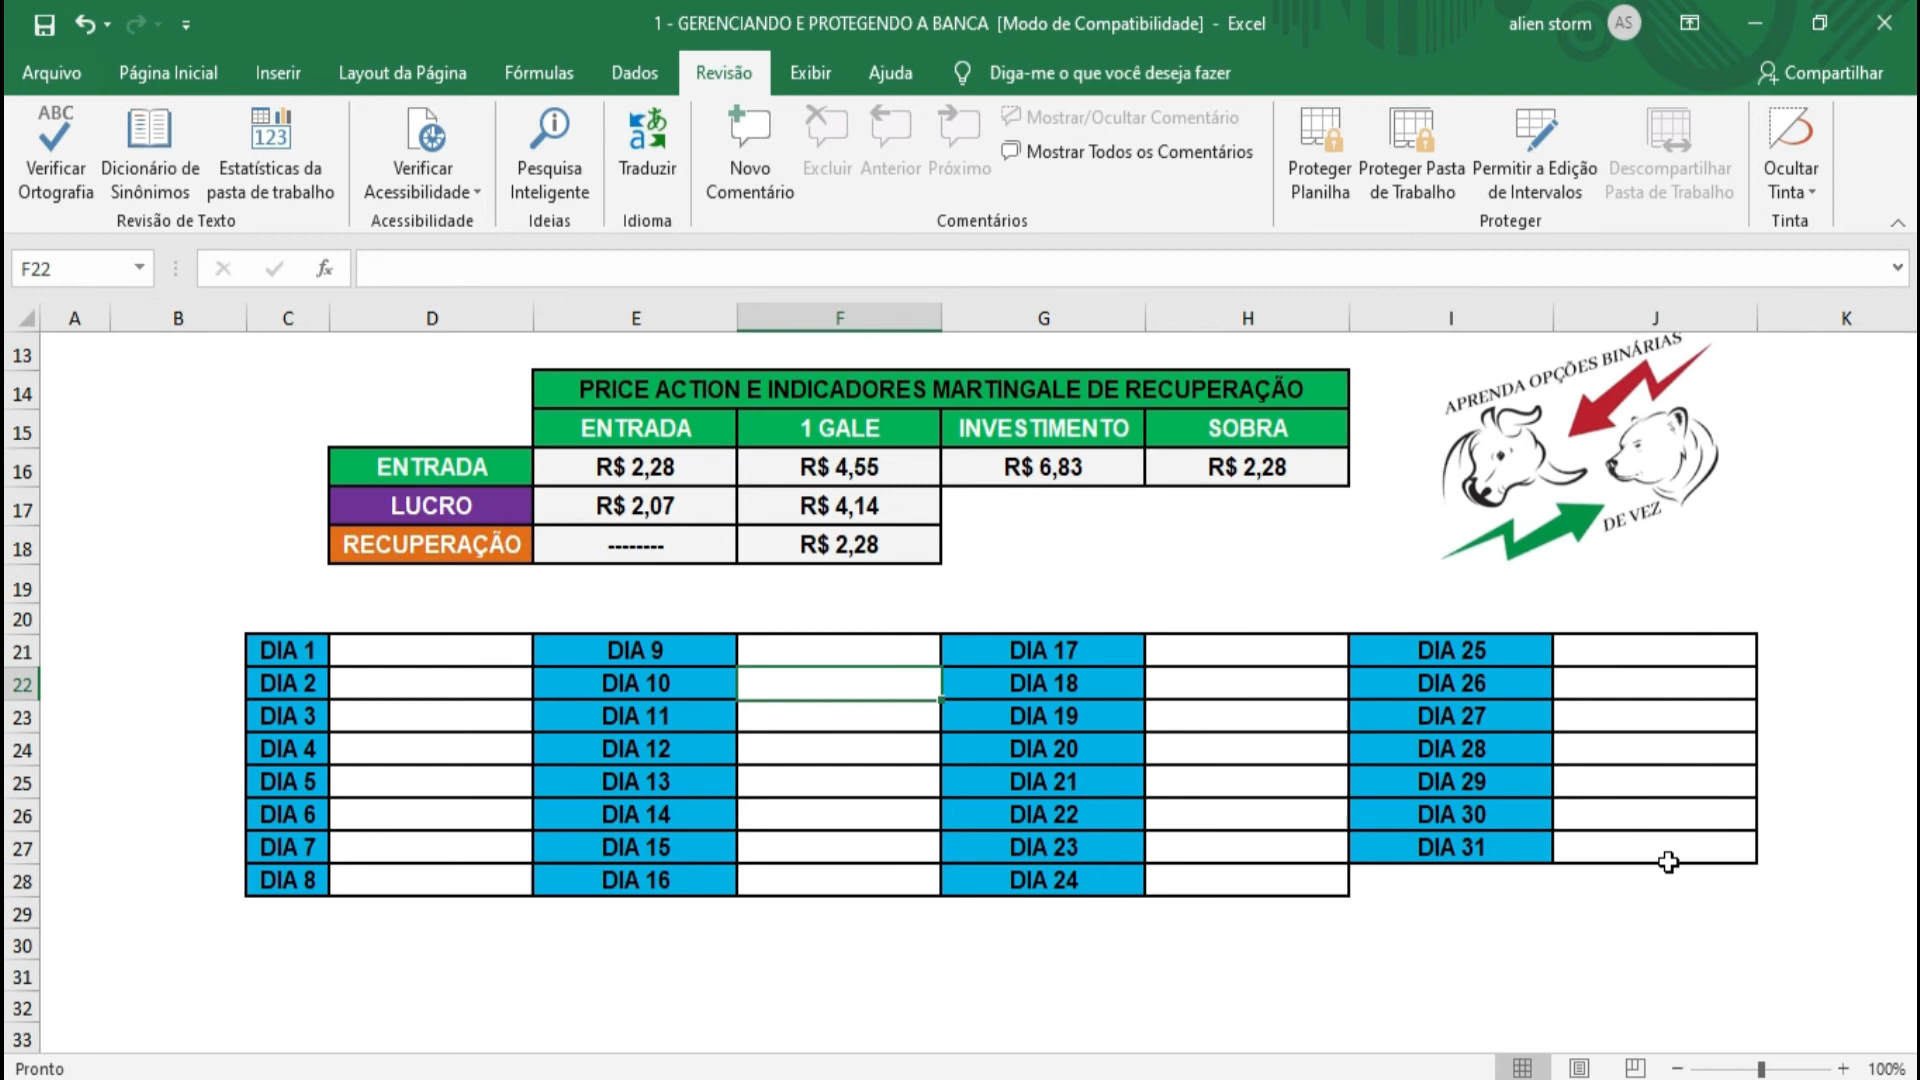 1 - GERENCIANDO E PROTEGENDO A BANCA [Modo de Compatibilidade] - Excel
alien storm AS
Arquivo Página Inicial Inserir Layout da Página Fórmulas Dados Revisão Exibir Ajuda Diga-me o que você deseja fazer Compartilhar
ABC
123
Verificar Ortografia
Dicionário de Sinônimos
Estatísticas da pasta de trabalho
Revisão de Texto
Verificar Acessibilidade
Acessibilidade
Pesquisa Inteligente
Ideias
Traduzir
Idioma
Novo Comentário
Excluir Anterior Próximo
Mostrar/Ocultar Comentário
Mostrar Todos os Comentários
Comentários
Proteger Planilha
Proteger Pasta de Trabalho
Permitir a Edição de Intervalos
Descompartilhar Pasta de Trabalho
Proteger
Ocultar Tinta
Tinta
F22 fx
A B C D E F G H I J K
13
14 PRICE ACTION E INDICADORES MARTINGALE DE RECUPERAÇÃO
15 ENTRADA 1 GALE INVESTIMENTO SOBRA
16 ENTRADA R$ 2,28 R$ 4,55 R$ 6,83 R$ 2,28
17 LUCRO R$ 2,07 R$ 4,14
18 RECUPERAÇÃO -------- R$ 2,28
APRENDA OPÇÕES BINÁRIAS
DE VEZ
19
20
21 DIA 1 DIA 9 DIA 17 DIA 25
22 DIA 2 DIA 10 DIA 18 DIA 26
23 DIA 3 DIA 11 DIA 19 DIA 27
24 DIA 4 DIA 12 DIA 20 DIA 28
25 DIA 5 DIA 13 DIA 21 DIA 29
26 DIA 6 DIA 14 DIA 22 DIA 30
27 DIA 7 DIA 15 DIA 23 DIA 31
28 DIA 8 DIA 16 DIA 24
29
30
31
32
33
Pronto 100%